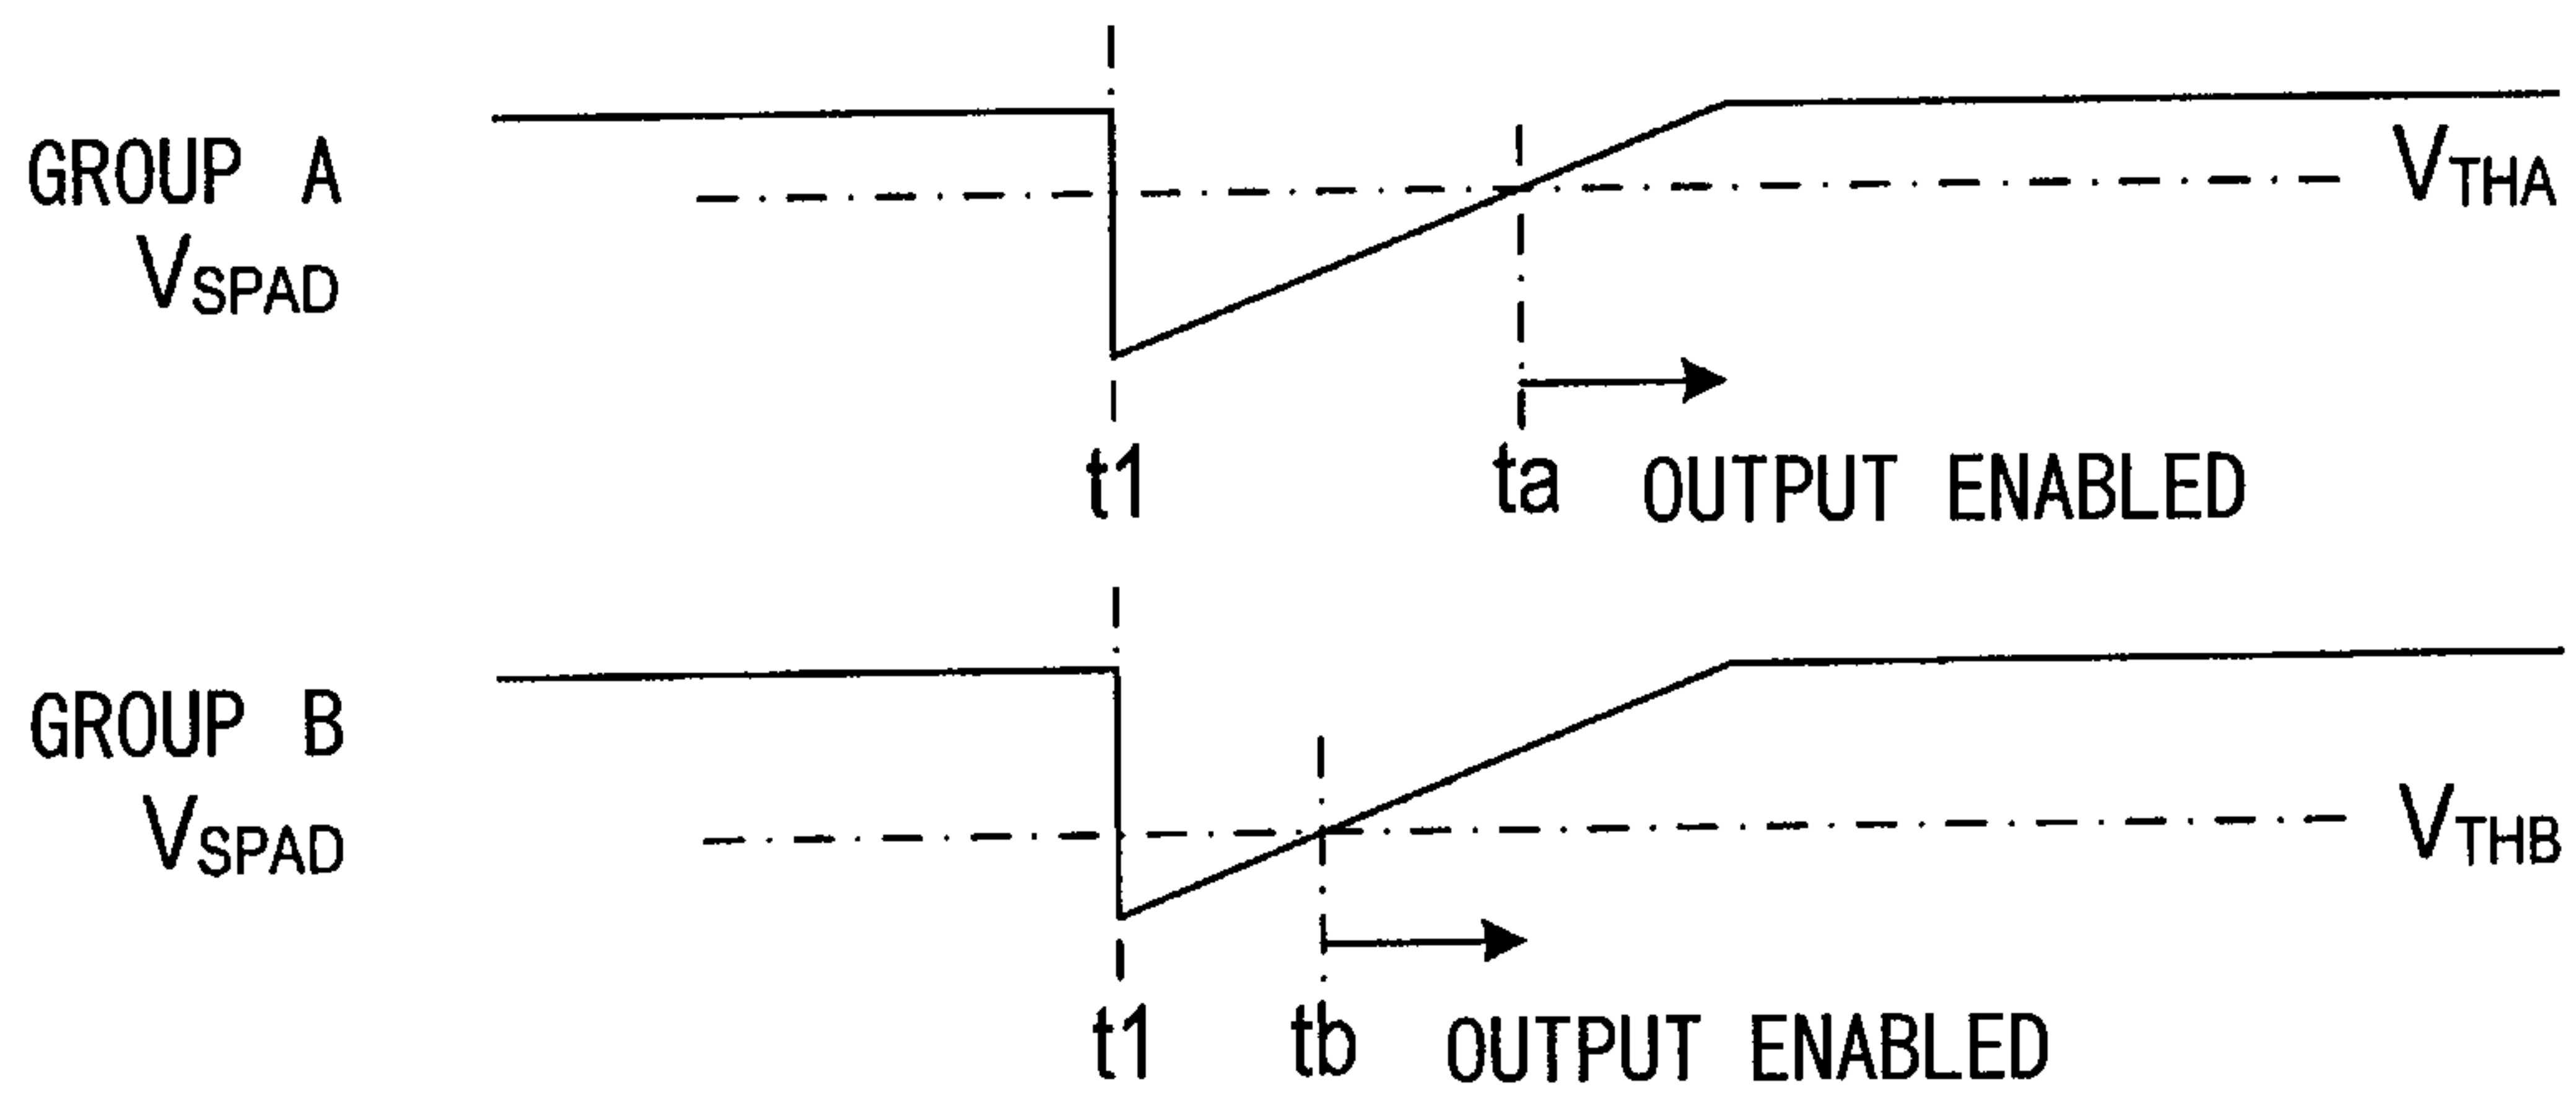 GROUP A
VSPAD
VTHA
t1
ta
OUTPUT ENABLED
GROUP B
VSPAD
VTHB
t1
tb
OUTPUT ENABLED